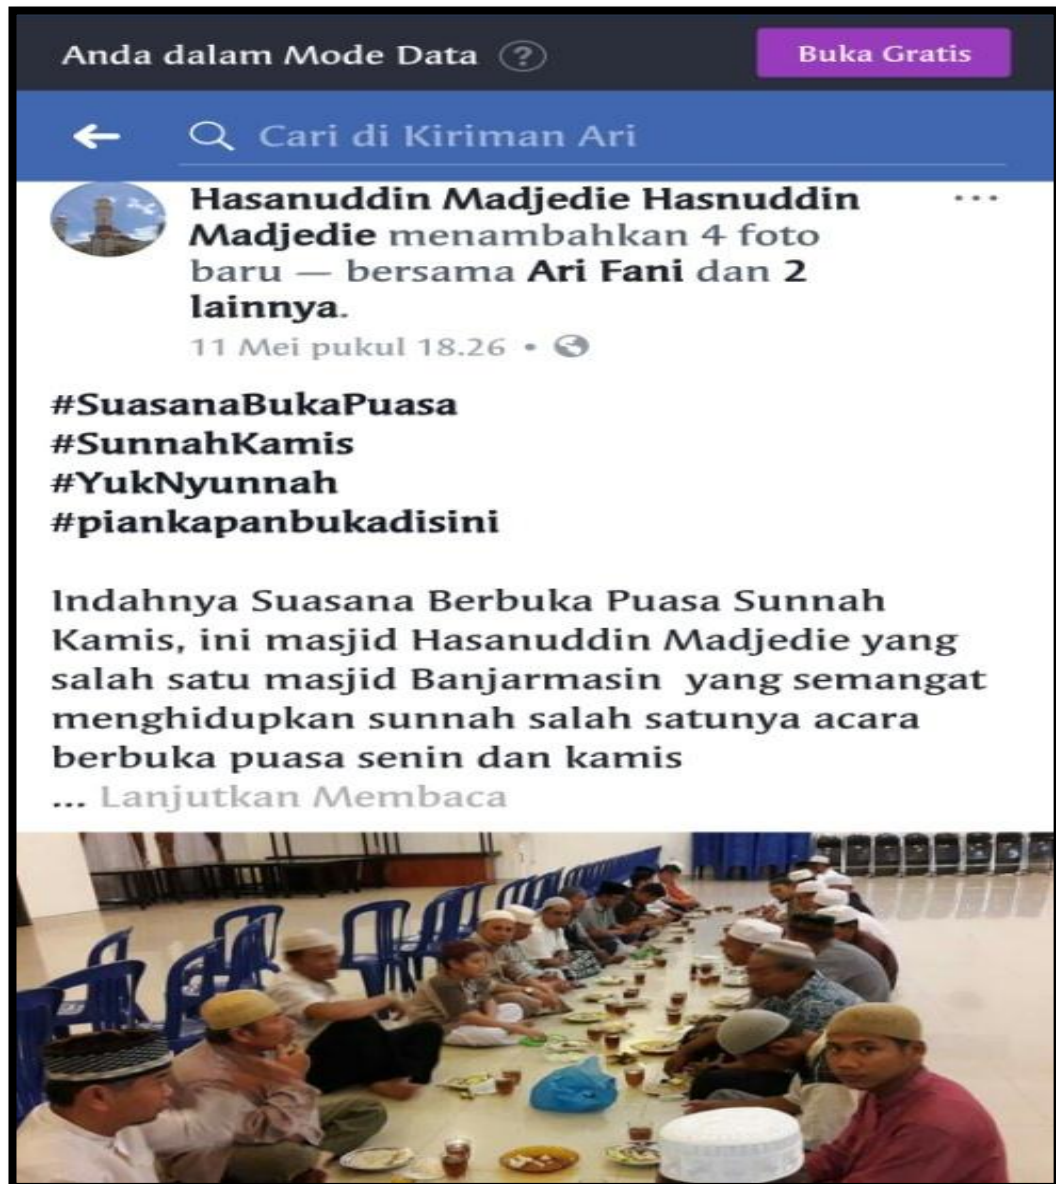 Anda dalam Mode Data ?
Buka Gratis
Cari di Kiriman Ari
Hasanuddin Madjedie Hasnuddin
Madjedie menambahkan 4 foto
baru — bersama Ari Fani dan 2
lainnya.
11 Mei pukul 18.26 •
#SuasanaBukaPuasa
#SunnahKamis
#YukNyunnah
#piankapanbukadisini
Indahnya Suasana Berbuka Puasa Sunnah
Kamis, ini masjid Hasanuddin Madjedie yang
salah satu masjid Banjarmasin yang semangat
menghidupkan sunnah salah satunya acara
berbuka puasa senin dan kamis
... Lanjutkan Membaca